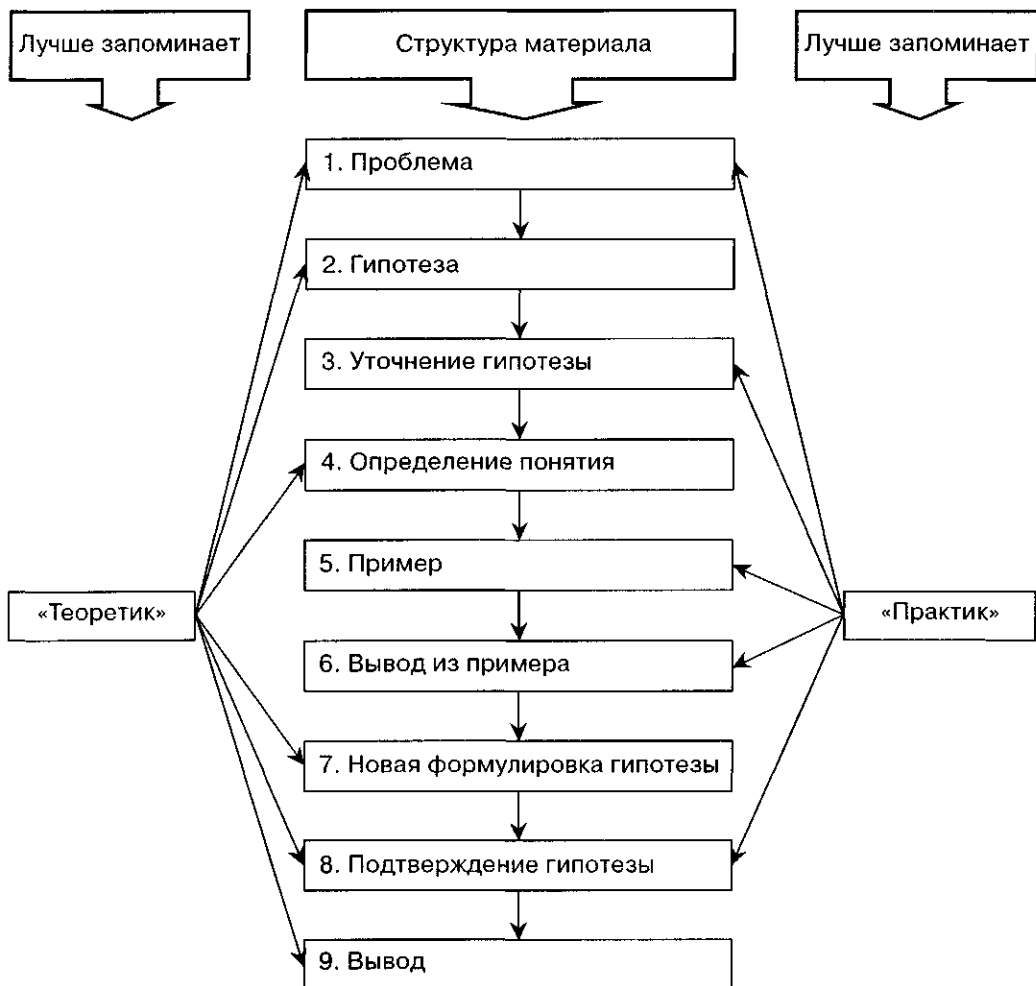 Лучше запоминает
Структура материала
Лучше запоминает
1. Проблема
2. Гипотеза
3. Уточнение гипотезы
4. Определение понятия
5. Пример
«Теоретик»
«Практик»
6. Вывод из примера
7. Новая формулировка гипотезы
8. Подтверждение гипотезы
9. Вывод